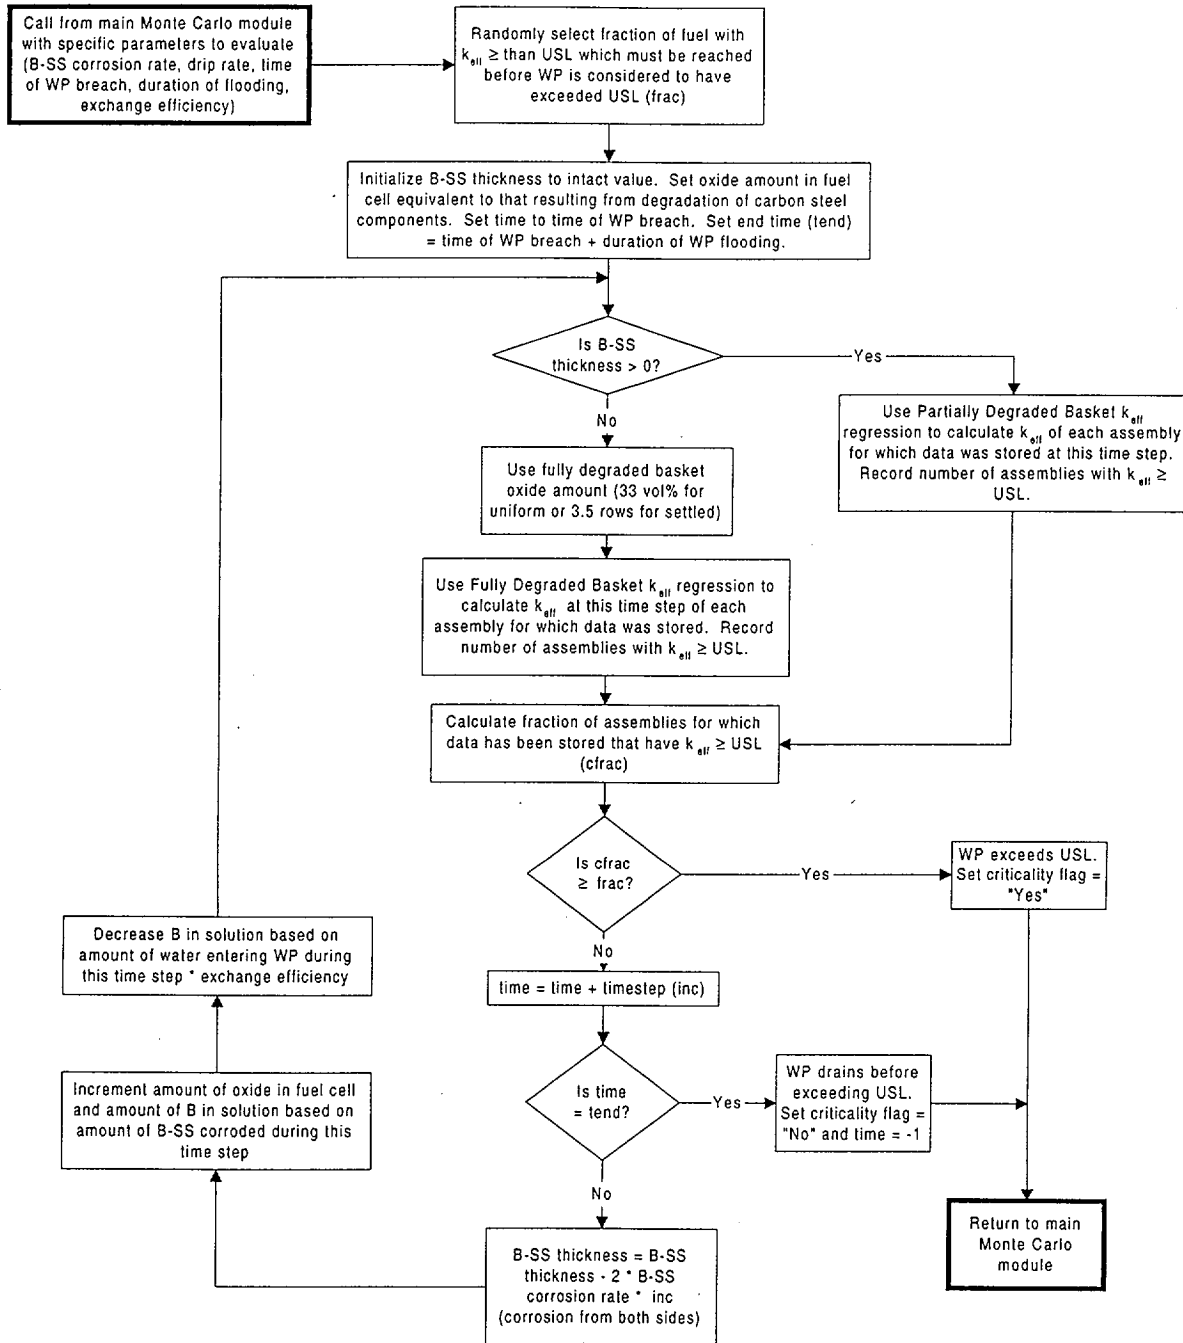 Call from main Monte Carlo module
with specific parameters to evaluate
(B-SS corrosion rate, drip rate, time
of WP breach, duration of flooding,
exchange efficiency)
Randomly select fraction of fuel with
k_eff ≥ than USL which must be reached
before WP is considered to have
exceeded USL (frac)
Initialize B-SS thickness to intact value. Set oxide amount in fuel
cell equivalent to that resulting from degradation of carbon steel
components. Set time to time of WP breach. Set end time (tend)
= time of WP breach + duration of WP flooding.
Is B-SS
thickness > 0?
Yes
No
Use Partially Degraded Basket k_eff
regression to calculate k_eff of each assembly
for which data was stored at this time step.
Record number of assemblies with k_eff ≥
USL.
Use fully degraded basket
oxide amount (33 vol% for
uniform or 3.5 rows for settled)
Use Fully Degraded Basket k_eff regression to
calculate k_eff at this time step of each
assembly for which data was stored. Record
number of assemblies with k_eff ≥ USL.
Calculate fraction of assemblies for which
data has been stored that have k_eff ≥ USL
(cfrac)
Is cfrac
≥ frac?
Yes
WP exceeds USL.
Set criticality flag =
"Yes"
No
time = time + timestep (inc)
Is time
= tend?
Yes
WP drains before
exceeding USL.
Set criticality flag =
"No" and time = -1
No
Return to main
Monte Carlo
module
B-SS thickness = B-SS
thickness - 2 * B-SS
corrosion rate * inc
(corrosion from both sides)
Increment amount of oxide in fuel cell
and amount of B in solution based on
amount of B-SS corroded during this
time step
Decrease B in solution based on
amount of water entering WP during
this time step * exchange efficiency